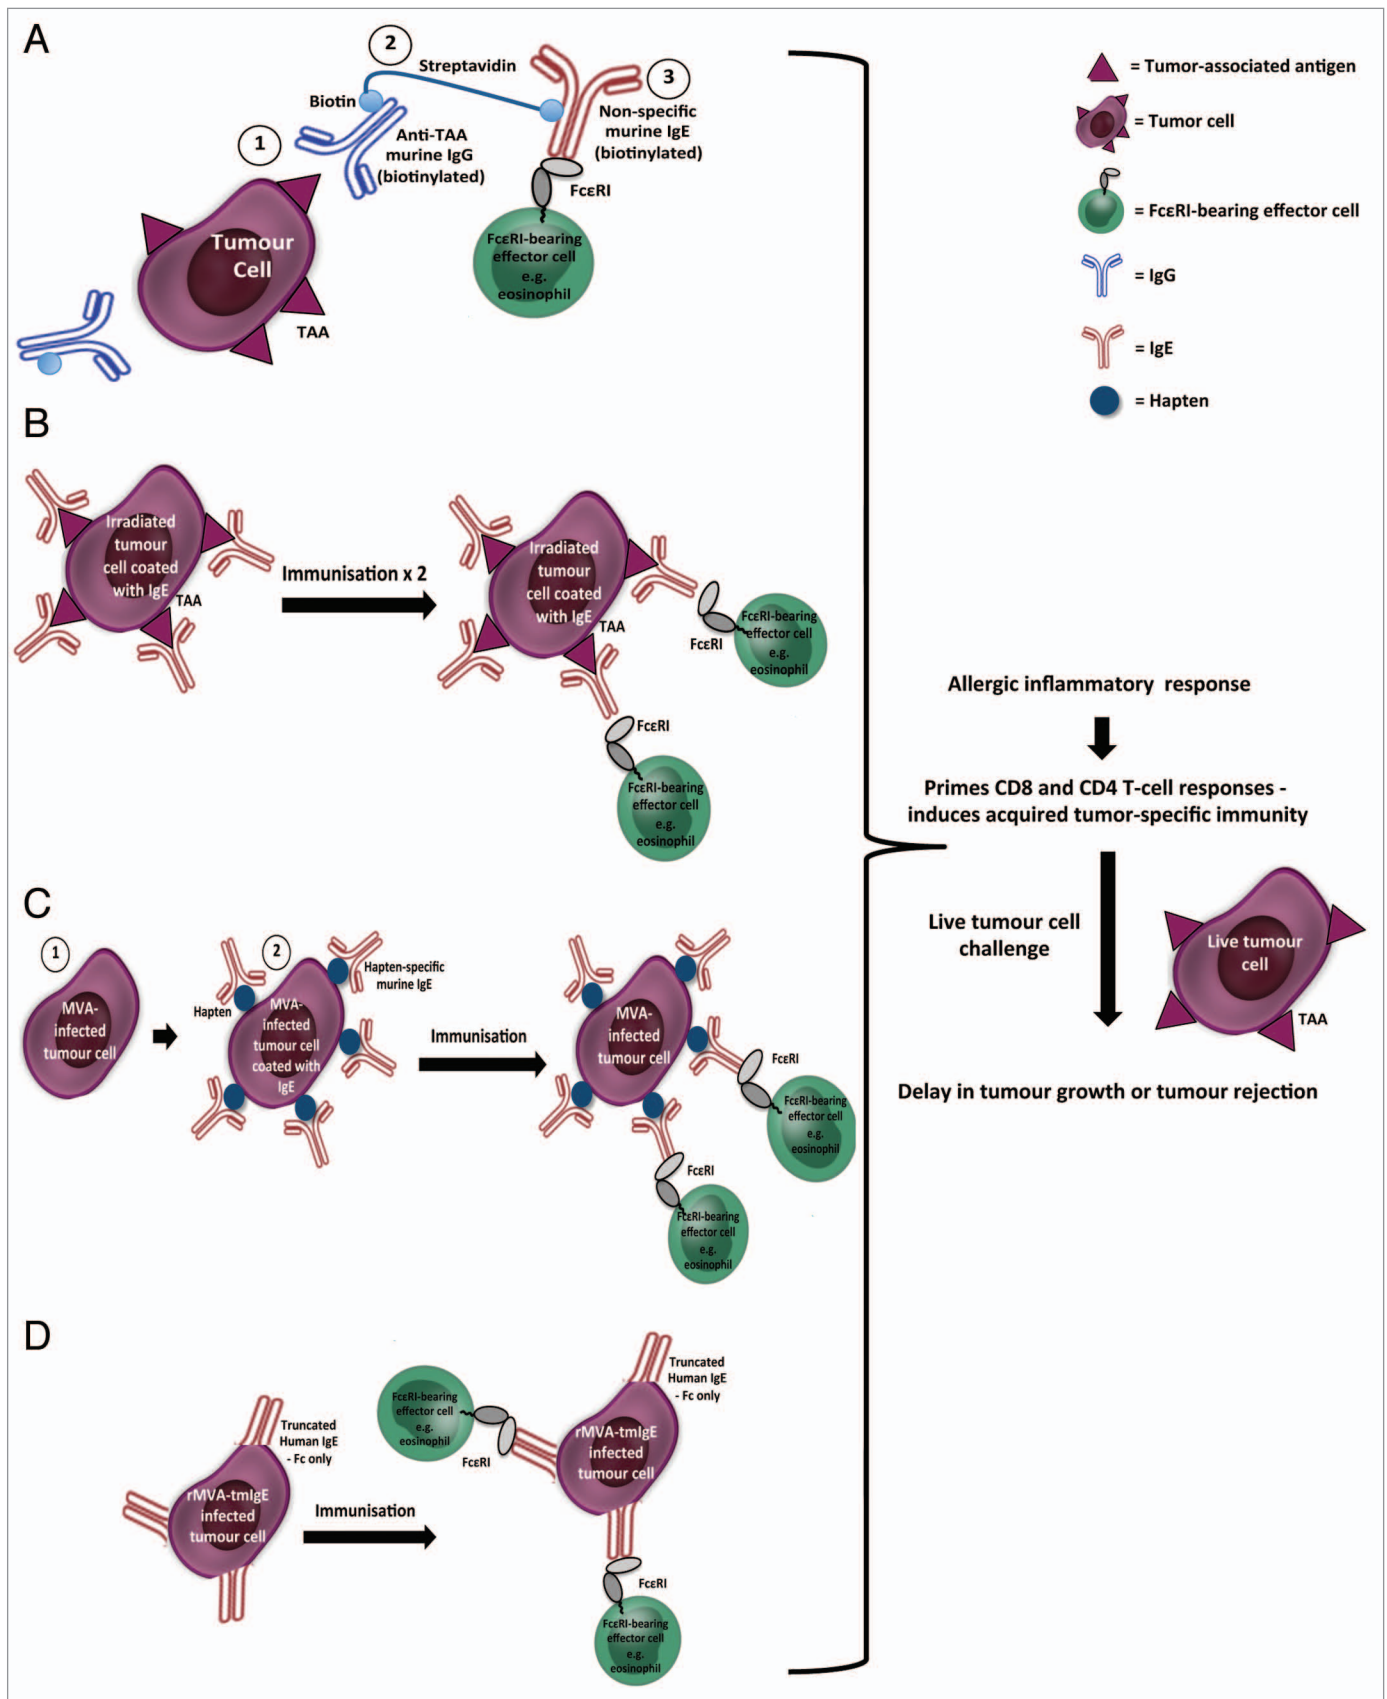 A
2
Streptavidin
3
Biotin
Non-specific
murine IgE
(biotinylated)
Anti-TAA
murine IgG
(biotinylated)
1
FcεRI
Tumour
Cell
FcεRI-bearing
effector cell
e.g.
eosinophil
TAA
= Tumor-associated antigen
= Tumor cell
= FcεRI-bearing effector cell
= IgG
= IgE
= Hapten
B
Irradiated
tumour
cell coated
with IgE
TAA
Immunisation x 2
Irradiated
tumour
cell coated
with IgE
TAA
FcεRI
FcεRI-bearing
effector cell
e.g.
eosinophil
FcεRI
FcεRI-bearing
effector cell
e.g.
eosinophil
C
1
MVA-
infected
tumour cell
2
Hapten
Hapten-specific
murine IgE
MVA-
infected
tumour cell
coated with
IgE
Immunisation
MVA-
infected
tumour cell
FcεRI
FcεRI-bearing
effector cell
e.g.
eosinophil
FcεRI
FcεRI-bearing
effector cell
e.g.
eosinophil
D
Truncated
Human IgE
- Fc only
rMVA-tmIgE
infected
tumour cell
Immunisation
FcεRI-bearing
effector cell
e.g.
eosinophil
FcεRI
Truncated
Human IgE
- Fc only
rMVA-tmIgE
infected
tumour cell
FcεRI
FcεRI-bearing
effector cell
e.g.
eosinophil
Allergic inflammatory response
Primes CD8 and CD4 T-cell responses -
induces acquired tumor-specific immunity
Live tumour cell
challenge
Live tumour
cell
TAA
Delay in tumour growth or tumour rejection